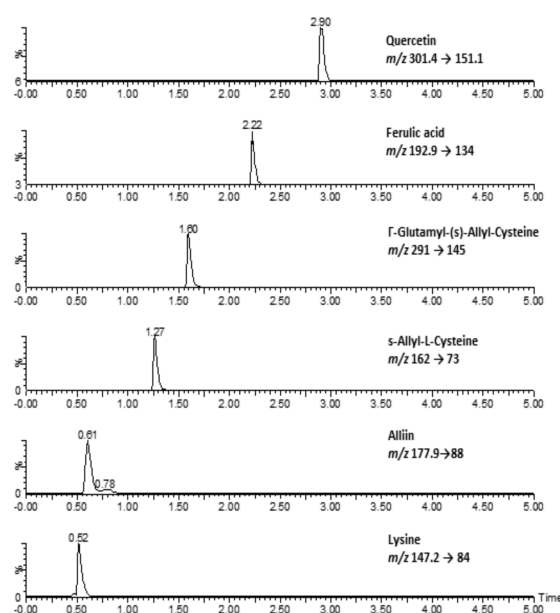 2.90
Quercetin
m/z 301.4 → 151.1
%
6
-0.00 0.50 1.00 1.50 2.00 2.50 3.00 3.50 4.00 4.50 5.00
2.22
Ferulic acid
m/z 192.9 → 134
%
3
-0.00 0.50 1.00 1.50 2.00 2.50 3.00 3.50 4.00 4.50 5.00
1.60
Γ-Glutamyl-(s)-Allyl-Cysteine
m/z 291 → 145
%
0
-0.00 0.50 1.00 1.50 2.00 2.50 3.00 3.50 4.00 4.50 5.00
1.27
s-Allyl-L-Cysteine
m/z 162 → 73
%
0
-0.00 0.50 1.00 1.50 2.00 2.50 3.00 3.50 4.00 4.50 5.00
0.61
Alliin
m/z 177.9→88
%
0.78
0
-0.00 0.50 1.00 1.50 2.00 2.50 3.00 3.50 4.00 4.50 5.00
0.52
Lysine
m/z 147.2 → 84
%
0
Time
-0.00 0.50 1.00 1.50 2.00 2.50 3.00 3.50 4.00 4.50 5.00